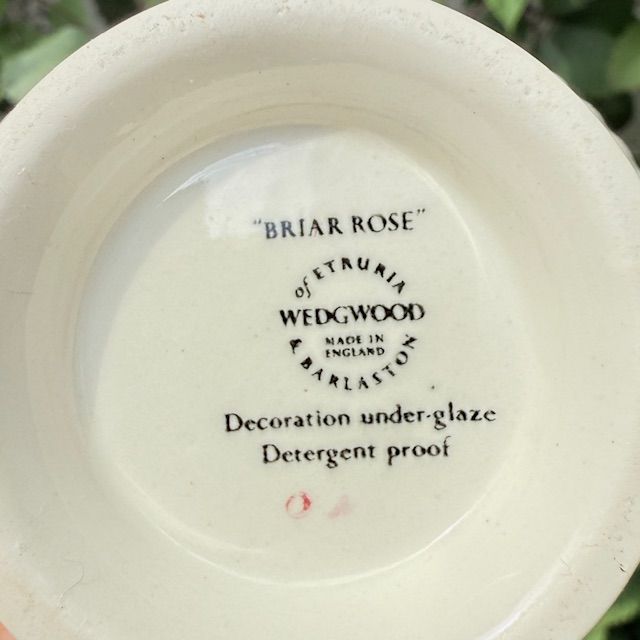 "BRIAR ROSE"
of ETRURIA
WEDGWOOD
MADE IN
ENGLAND
& BARLASTON
Decoration under-glaze
Detergent proof